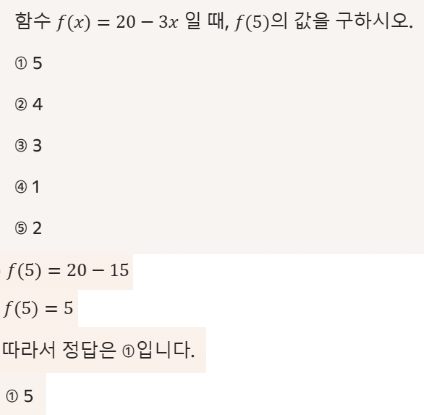 함수 f(x) = 20 − 3x 일 때, f(5)의 값을 구하시오.
① 5
② 4
③ 3
④ 1
⑤ 2
f(5) = 20 − 15
f(5) = 5
따라서 정답은 ①입니다.
① 5